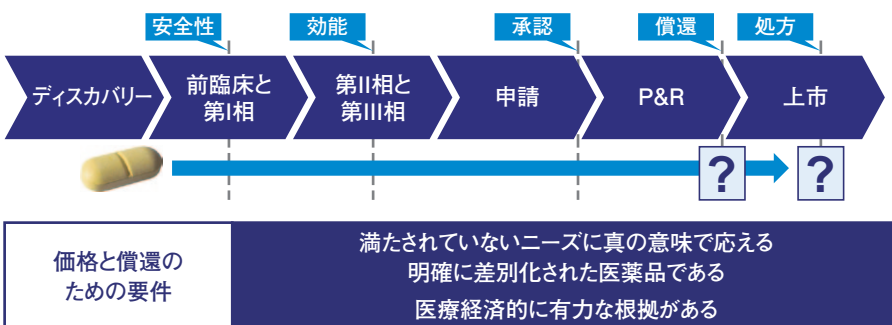 安全性
効能
承認
償還
処方
ディスカバリー
前臨床と
第I相
第II相と
第III相
申請
P&R
上市
?
?
価格と償還の
ための要件
満たされていないニーズに真の意味で応える
明確に差別化された医薬品である
医療経済的に有力な根拠がある